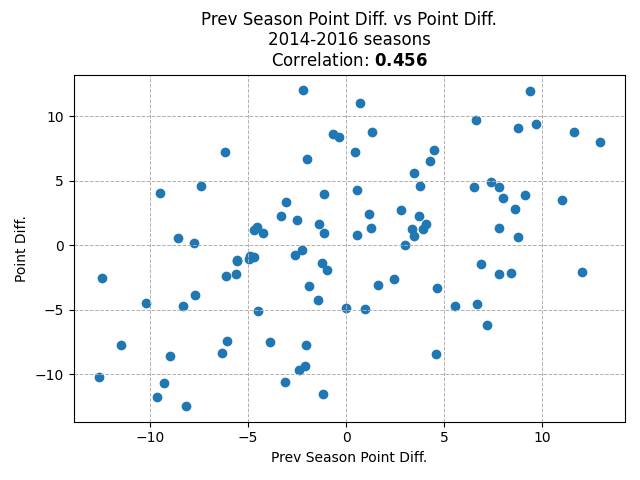 Prev Season Point Diff. vs Point Diff.
2014-2016 seasons
Correlation: 0.456
10
5
0
−5
−10
Point Diff.
−10
−5
0
5
10
Prev Season Point Diff.